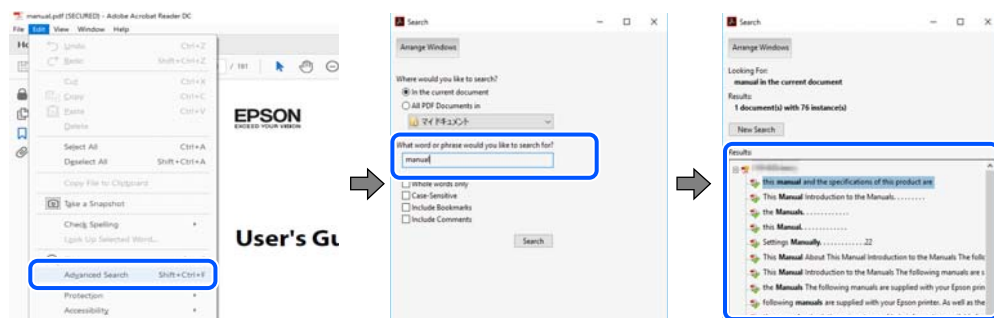 manual.pdf (SECURED) - Adobe Acrobat Reader DC
File Edit View Window Help
Undo Ctrl+Z
Redo Shift+Ctrl+Z
Cut Ctrl+X
Copy Ctrl+C
Paste Ctrl+V
Delete
Select All Ctrl+A
Deselect All Shift+Ctrl+A
Copy File to Clipboard
Take a Snapshot
Check Spelling
Look Up Selected Word...
Advanced Search Shift+Ctrl+F
Protection
Accessibility
/ 191
EPSON
EXCEED YOUR VISION
User's Gu
Search
Arrange Windows
Where would you like to search?
In the current document
All PDF Documents in
マイ ドキュメント
What word or phrase would you like to search for?
manual
Whole words only
Case-Sensitive
Include Bookmarks
Include Comments
Search
Search
Arrange Windows
Looking For:
manual in the current document
Results:
1 document(s) with 76 instance(s)
New Search
Results:
this manual and the specifications of this product are
This Manual Introduction to the Manuals.........
the Manuals.............
this Manual.............
Settings Manually.............22
This Manual About This Manual Introduction to the Manuals The follo
This Manual Introduction to the Manuals The following manuals are s
the Manuals The following manuals are supplied with your Epson prin
following manuals are supplied with your Epson printer. As well as the